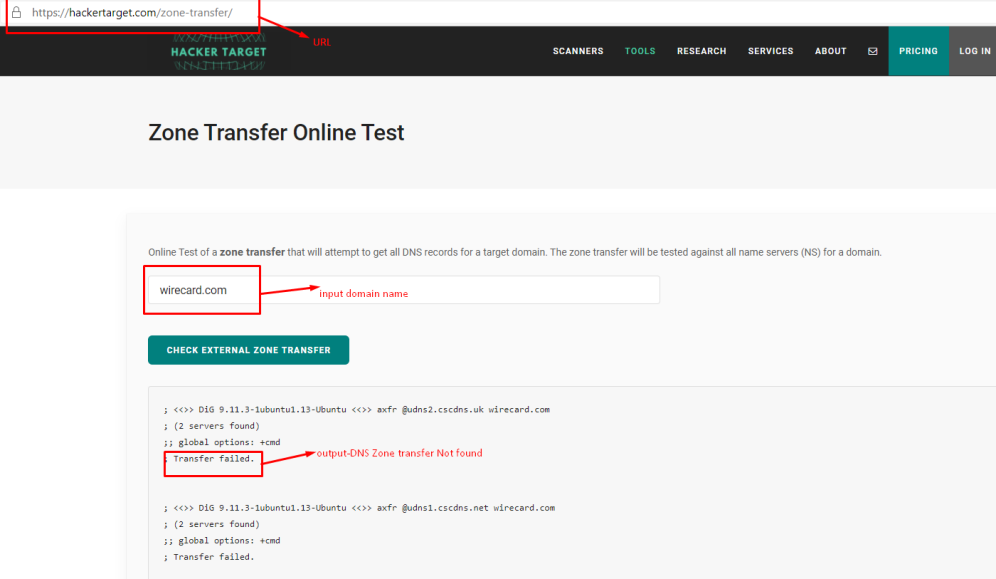 https://hackertarget.com/zone-transfer/
URL
HACKER TARGET
SCANNERS TOOLS RESEARCH SERVICES ABOUT PRICING LOG IN
Zone Transfer Online Test
Online Test of a zone transfer that will attempt to get all DNS records for a target domain. The zone transfer will be tested against all name servers (NS) for a domain.
wirecard.com
input domain name
CHECK EXTERNAL ZONE TRANSFER
; <<>> DiG 9.11.3-1ubuntu1.13-Ubuntu <<>> axfr @udns2.cscdns.uk wirecard.com
; (2 servers found)
;; global options: +cmd
; Transfer failed.
output-DNS Zone transfer Not found
; <<>> DiG 9.11.3-1ubuntu1.13-Ubuntu <<>> axfr @udns1.cscdns.net wirecard.com
; (2 servers found)
;; global options: +cmd
; Transfer failed.